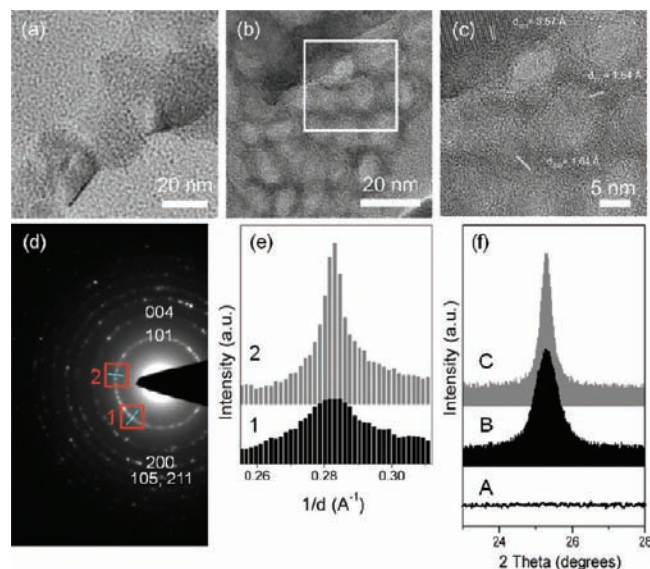 (a)
20 nm
(b)
20 nm
(c)
5 nm
(d)
004
101
2
1
200
105, 211
(e)
Intensity (a.u.)
2
1
0.26
0.28
0.30
1/d (A⁻¹)
(f)
Intensity (a.u.)
C
B
A
24
26
28
2 Theta (degrees)